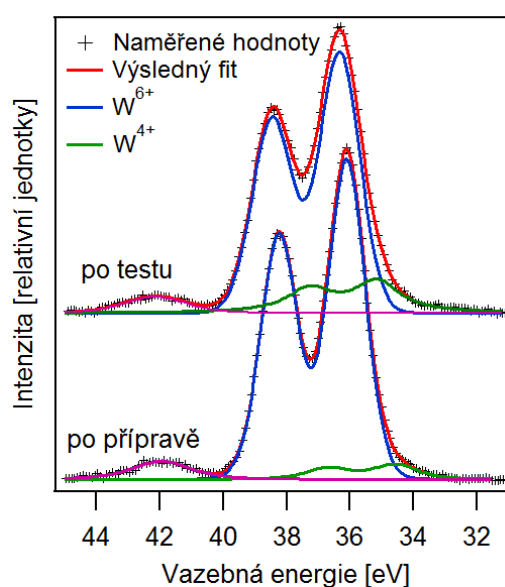 Naměřené hodnoty
Výsledný fit
W⁶⁺
W⁴⁺
po testu
po přípravě
Intenzita [relativní jednotky]
44 42 40 38 36 34 32
Vazebná energie [eV]